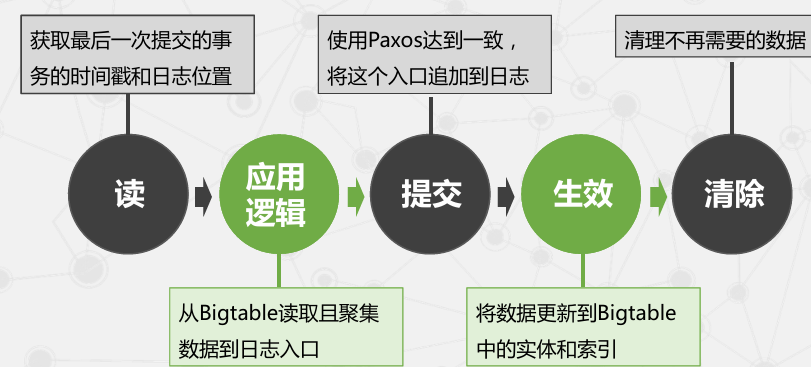 获取最后一次提交的事
务的时间戳和日志位置
使用Paxos达到一致，
将这个入口追加到日志
清理不再需要的数据
读
应用
逻辑
提交
生效
清除
从Bigtable读取且聚集
数据到日志入口
将数据更新到Bigtable
中的实体和索引